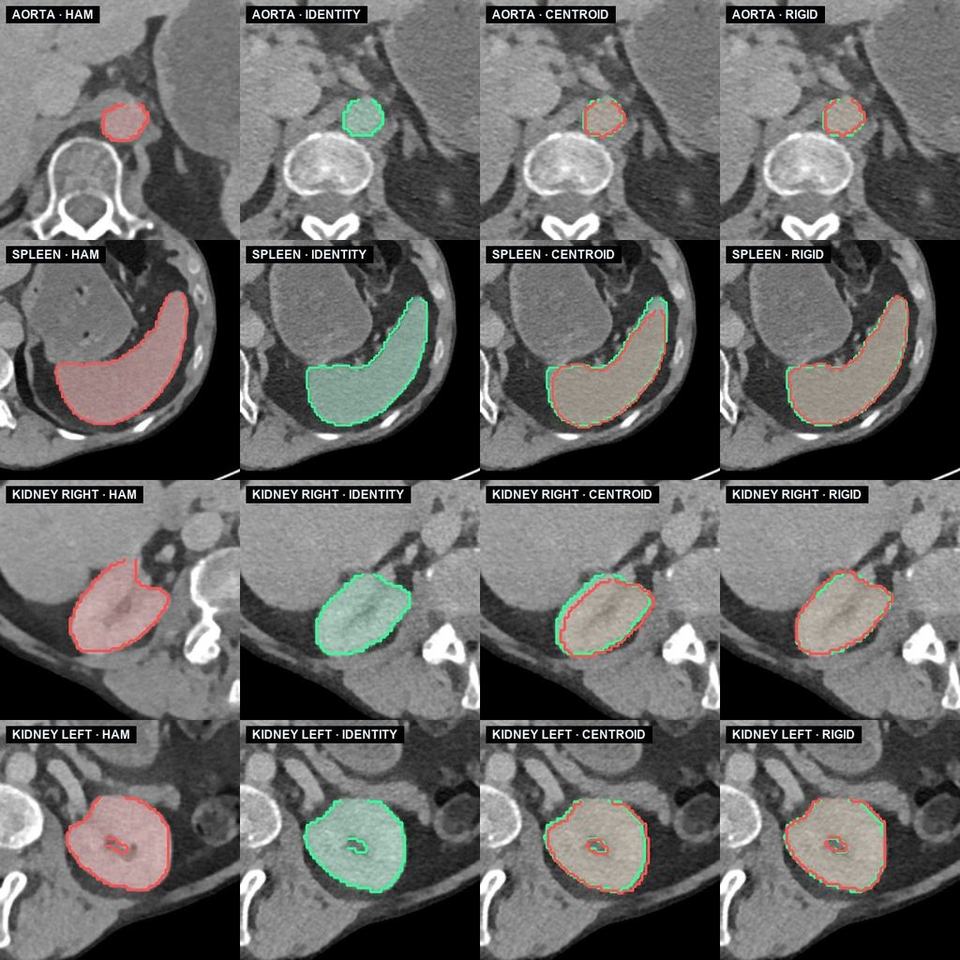 AORTA · HAM
AORTA · IDENTITY
AORTA · CENTROID
AORTA · RIGID
SPLEEN · HAM
SPLEEN · IDENTITY
SPLEEN · CENTROID
SPLEEN · RIGID
KIDNEY RIGHT · HAM
KIDNEY RIGHT · IDENTITY
KIDNEY RIGHT · CENTROID
KIDNEY RIGHT · RIGID
KIDNEY LEFT · HAM
KIDNEY LEFT · IDENTITY
KIDNEY LEFT · CENTROID
KIDNEY LEFT · RIGID